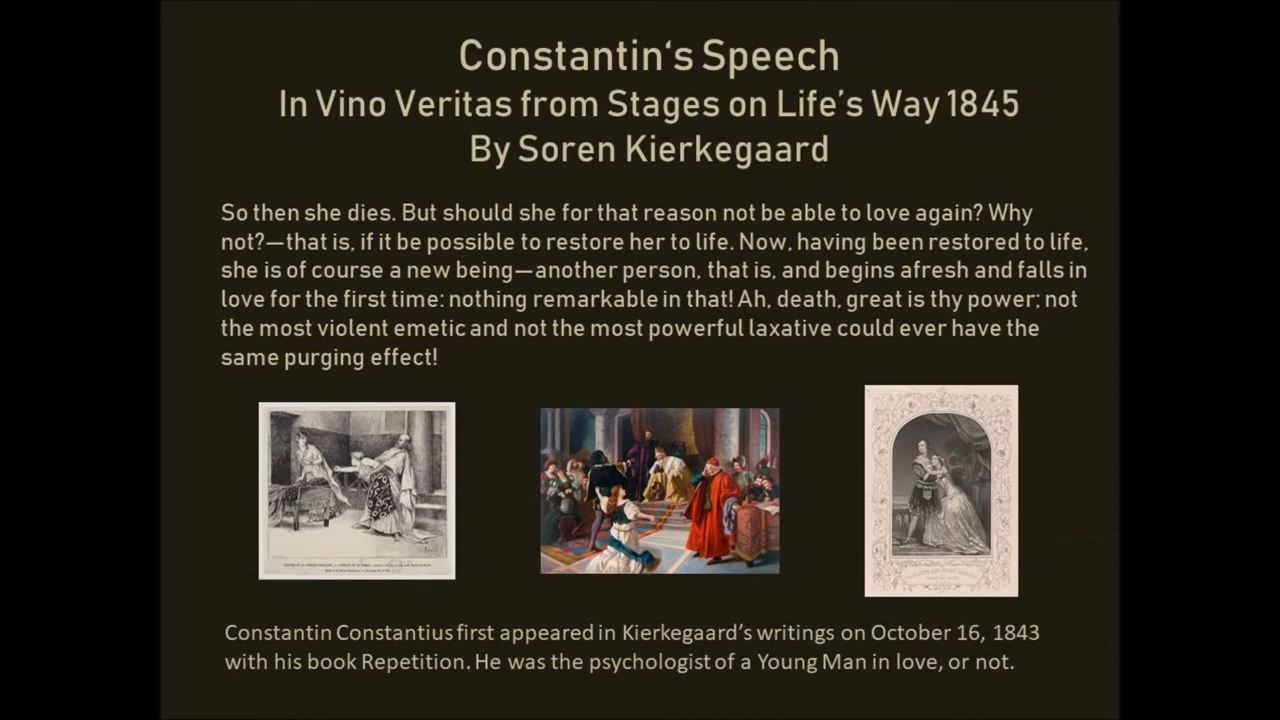 Constantin‘s Speech
In Vino Veritas from Stages on Life’s Way 1845
By Soren Kierkegaard
So then she dies. But should she for that reason not be able to love again? Why
not?—that is, if it be possible to restore her to life. Now, having been restored to life,
she is of course a new being—another person, that is, and begins afresh and falls in
love for the first time: nothing remarkable in that! Ah, death, great is thy power; not
the most violent emetic and not the most powerful laxative could ever have the
same purging effect!
Constantin Constantius first appeared in Kierkegaard’s writings on October 16, 1843
with his book Repetition. He was the psychologist of a Young Man in love, or not.